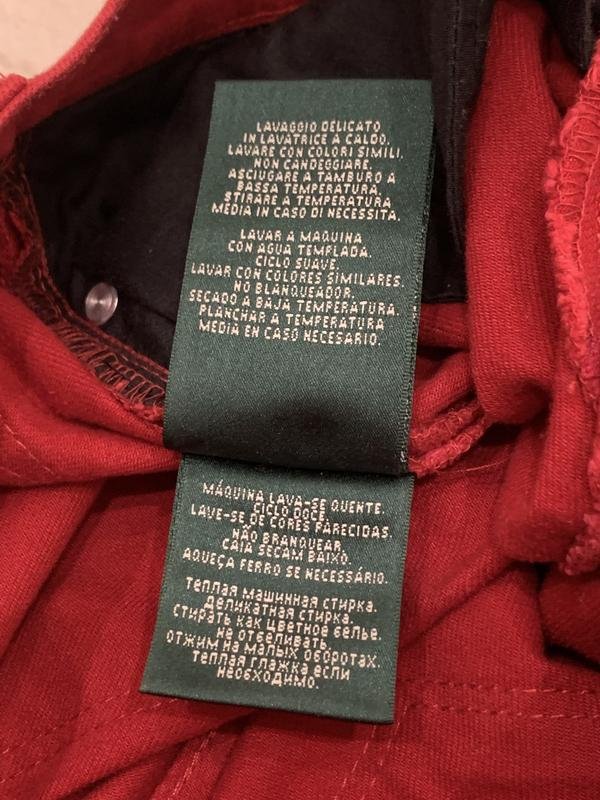 LAVAGGIO DELICATO
IN LAVATRICE A CALDO.
LAVARE CON COLORI SIMILI.
NON CANDEGGIARE.
ASCIUGARE A TAMBURO A
BASSA TEMPERATURA.
STIRARE A TEMPERATURA
MEDIA IN CASO DI NECESSITA.
LAVAR A MAQUINA
CON AGUA TEMPLADA.
CICLO SUAVE.
LAVAR CON COLORES SIMILARES.
NO BLANQUEADOR.
SECADO A BAJA TEMPERATURA.
PLANCHAR A TEMPERATURA
MEDIA EN CASO NECESARIO.
MÁQUINA LAVA-SE QUENTE.
CICLO DOCE.
LAVE-SE DE CORES PARECIDAS.
NÃO BRANQUEAR.
CAIA SECAM BAIXO.
AQUEÇA FERRO SE NECESSÁRIO.
Теплая машинная стирка.
Деликатная стирка.
Стирать как цветное белье.
Не отбеливать.
Отжим на малых оборотах.
Теплая глажка если
необходимо.